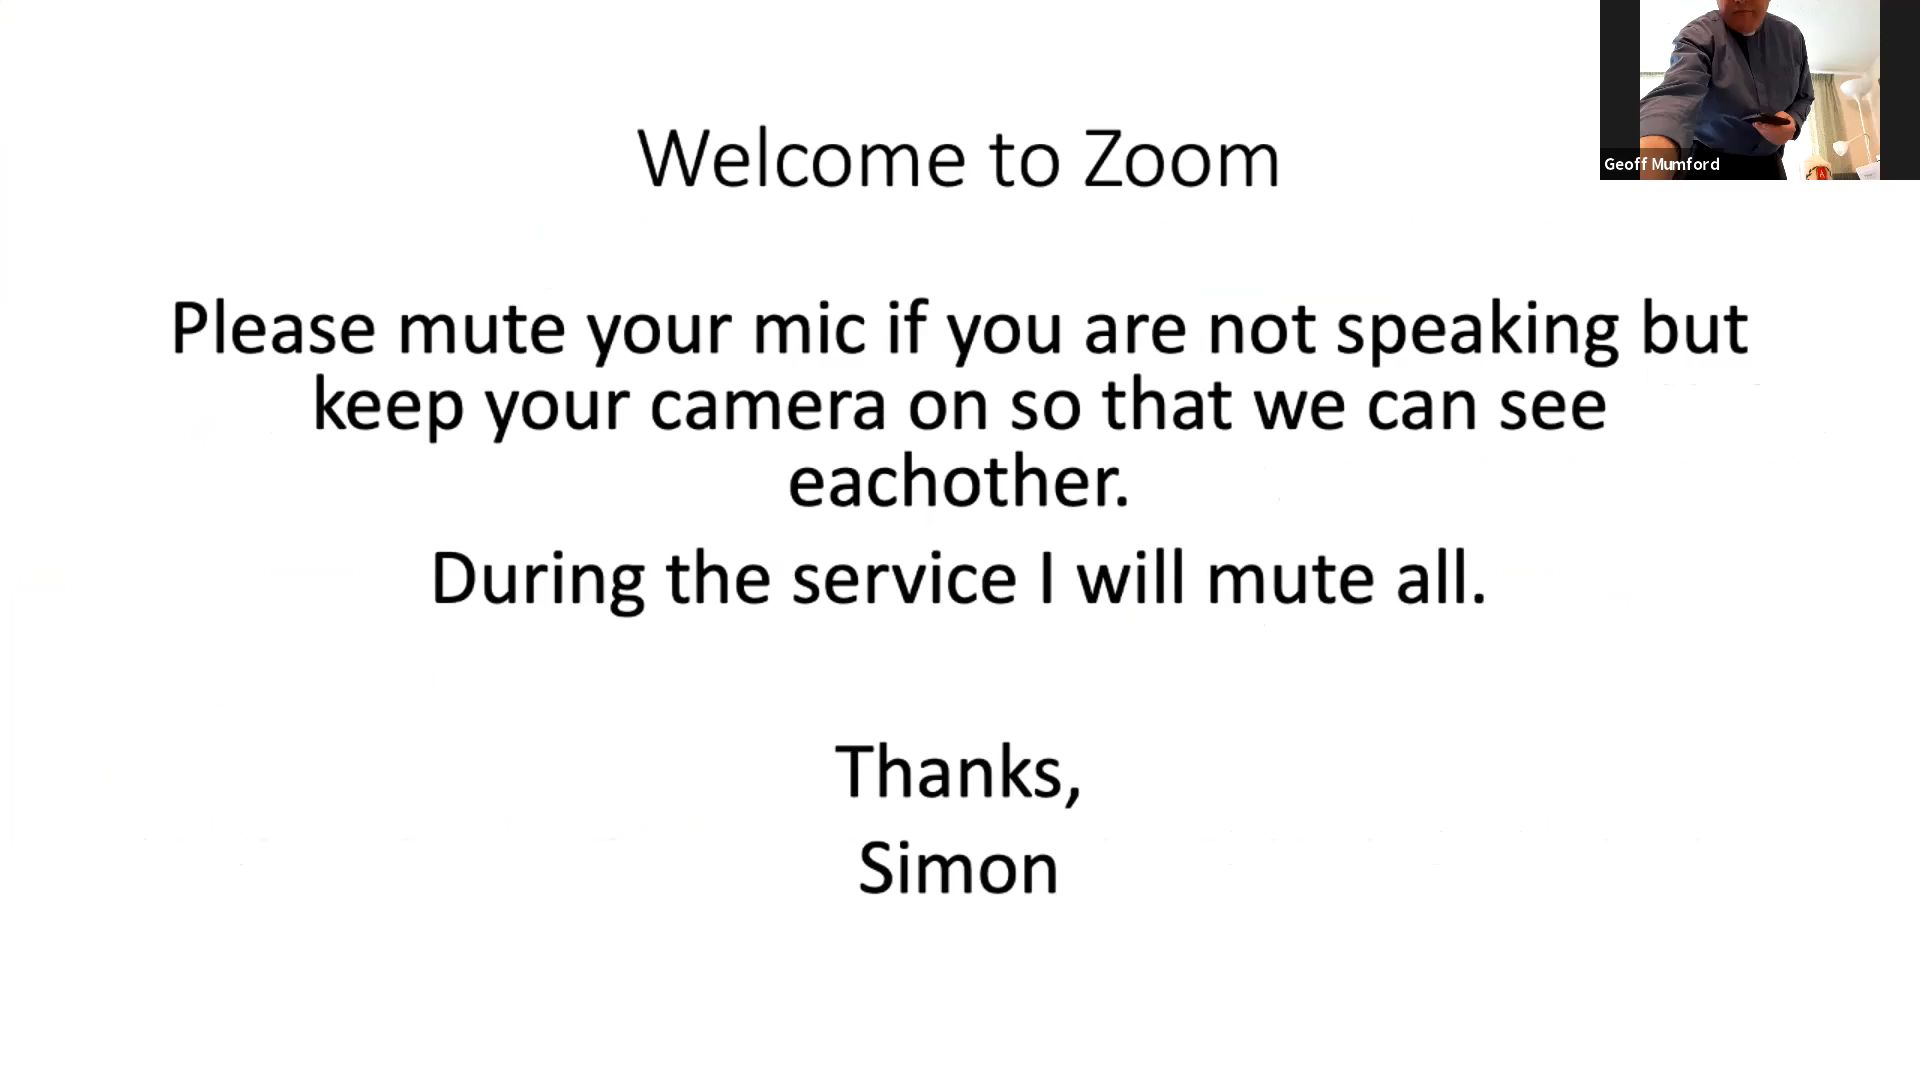 Welcome to Zoom
Geoff Mumford
Please mute your mic if you are not speaking but
keep your camera on so that we can see
eachother.
During the service I will mute all.
Thanks,
Simon